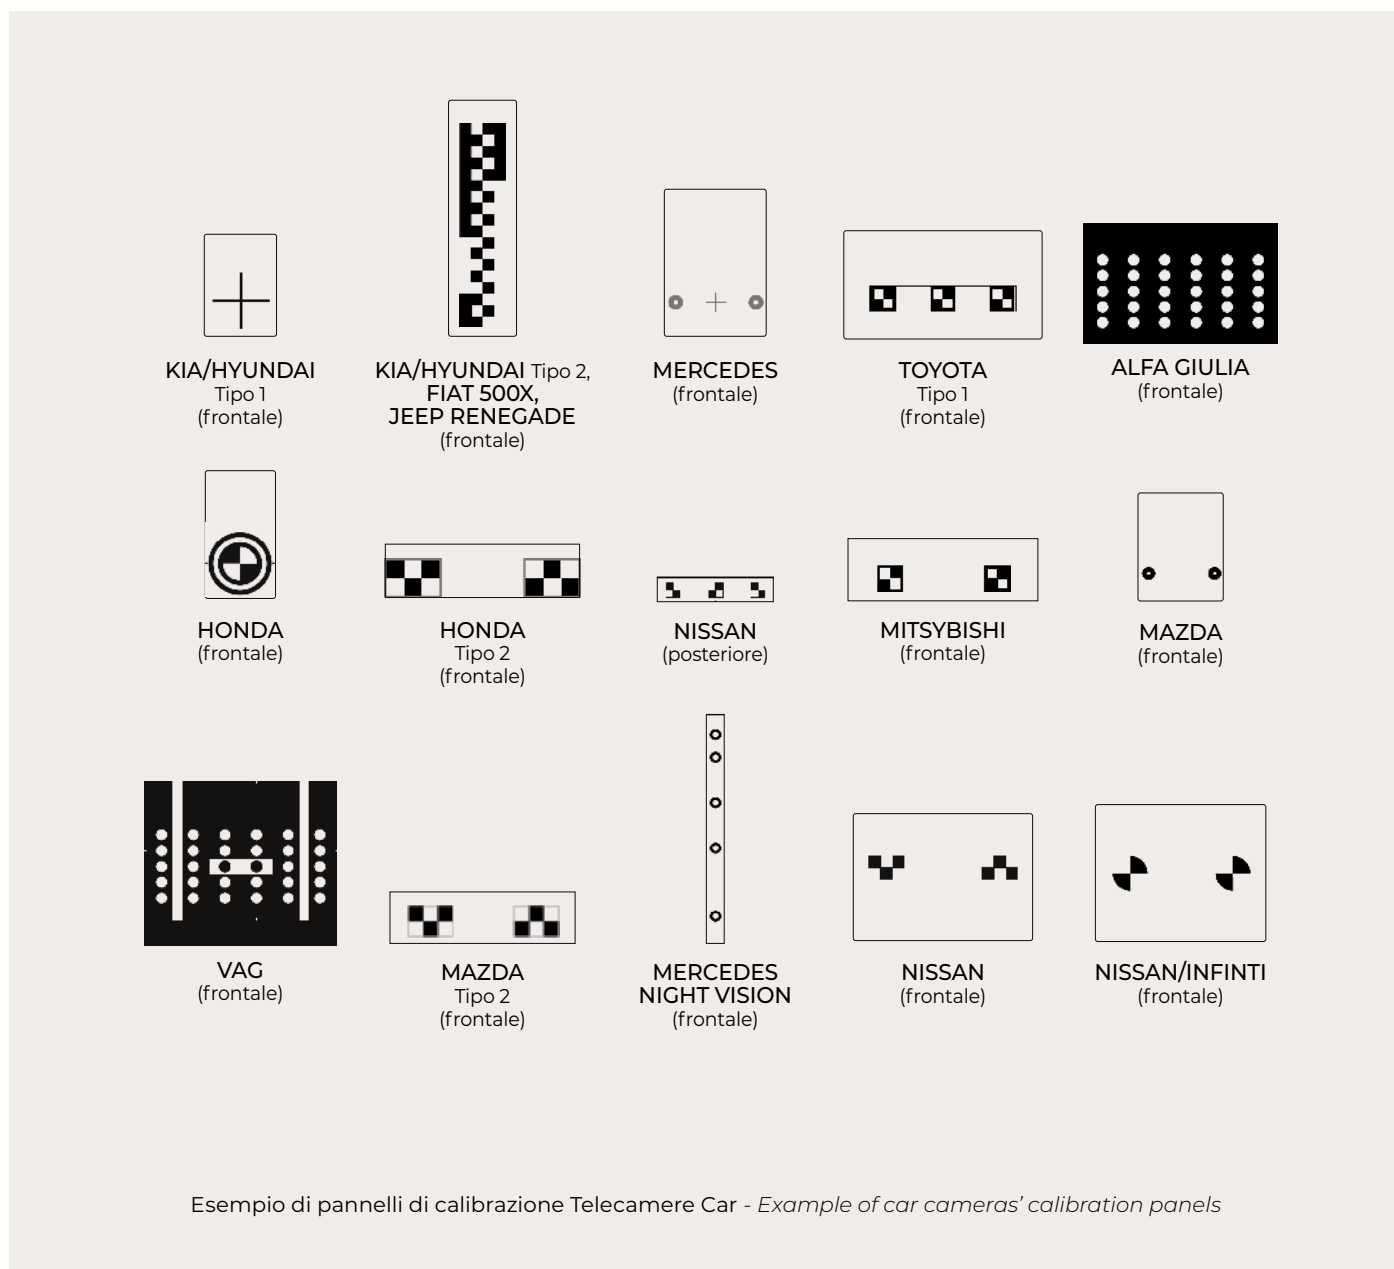 KIA/HYUNDAI
Tipo 1
(frontale)
KIA/HYUNDAI Tipo 2,
FIAT 500X,
JEEP RENEGADE
(frontale)
MERCEDES
(frontale)
TOYOTA
Tipo 1
(frontale)
ALFA GIULIA
(frontale)
HONDA
(frontale)
HONDA
Tipo 2
(frontale)
NISSAN
(posteriore)
MITSYBISHI
(frontale)
MAZDA
(frontale)
VAG
(frontale)
MAZDA
Tipo 2
(frontale)
MERCEDES
NIGHT VISION
(frontale)
NISSAN
(frontale)
NISSAN/INFINTI
(frontale)
Esempio di pannelli di calibrazione Telecamere Car - Example of car cameras’ calibration panels